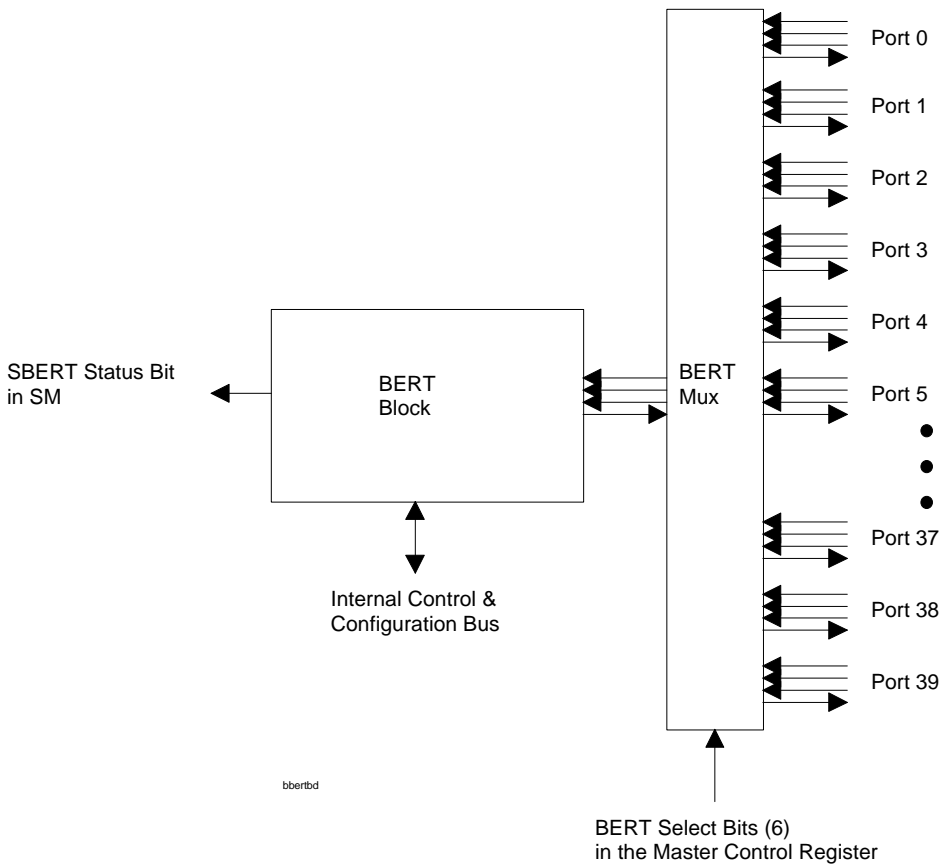 Port 0
Port 1
Port 2
Port 3
Port 4
SBERT Status Bit
in SM
BERT
Block
BERT
Mux
Port 5
Port 37
Internal Control &
Configuration Bus
Port 38
Port 39
bbertbd
BERT Select Bits (6)
in the Master Control Register